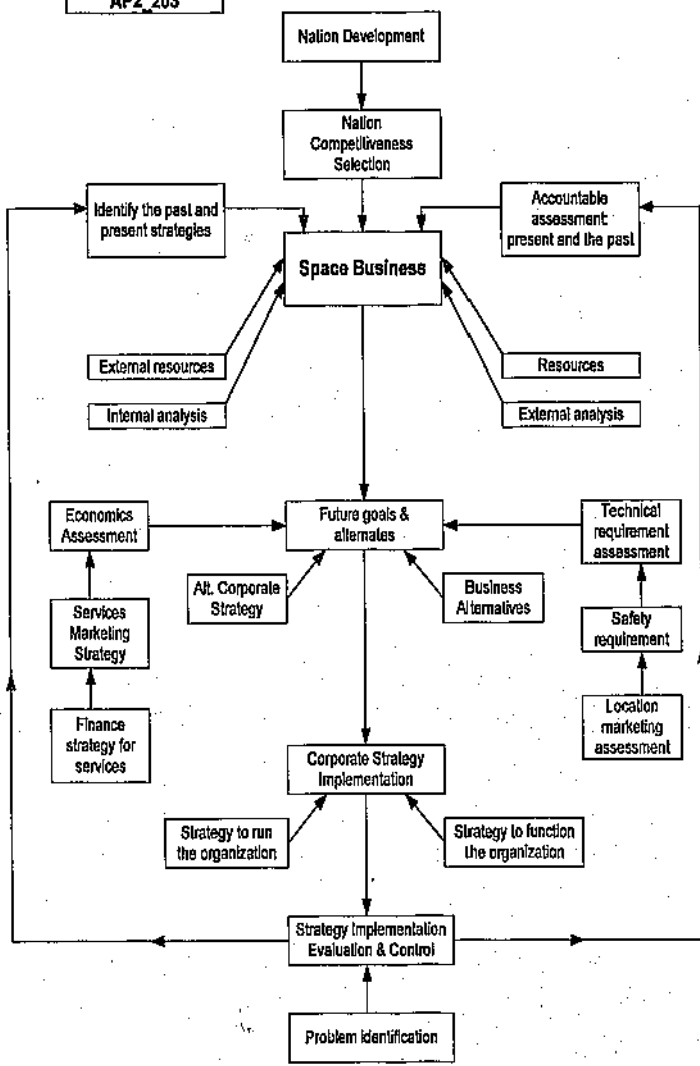 AP2_203
Nation Development
Nation
Competitiveness
Selection
Identify the past and
present strategies
Accountable
assessment:
present and the past
Space Business
External resources
Resources
Internal analysis
External analysis
Economics
Assessment
Future goals &
alternates
Technical
requirement
assessment
Alt. Corporate
Strategy
Business
Alternatives
Services
Marketing
Strategy
Safety
requirement
Finance
strategy for
services
Location
marketing
assessment
Corporate Strategy
Implementation
Strategy to run
the organization
Strategy to function
the organization
Strategy Implementation
Evaluation & Control
Problem identification